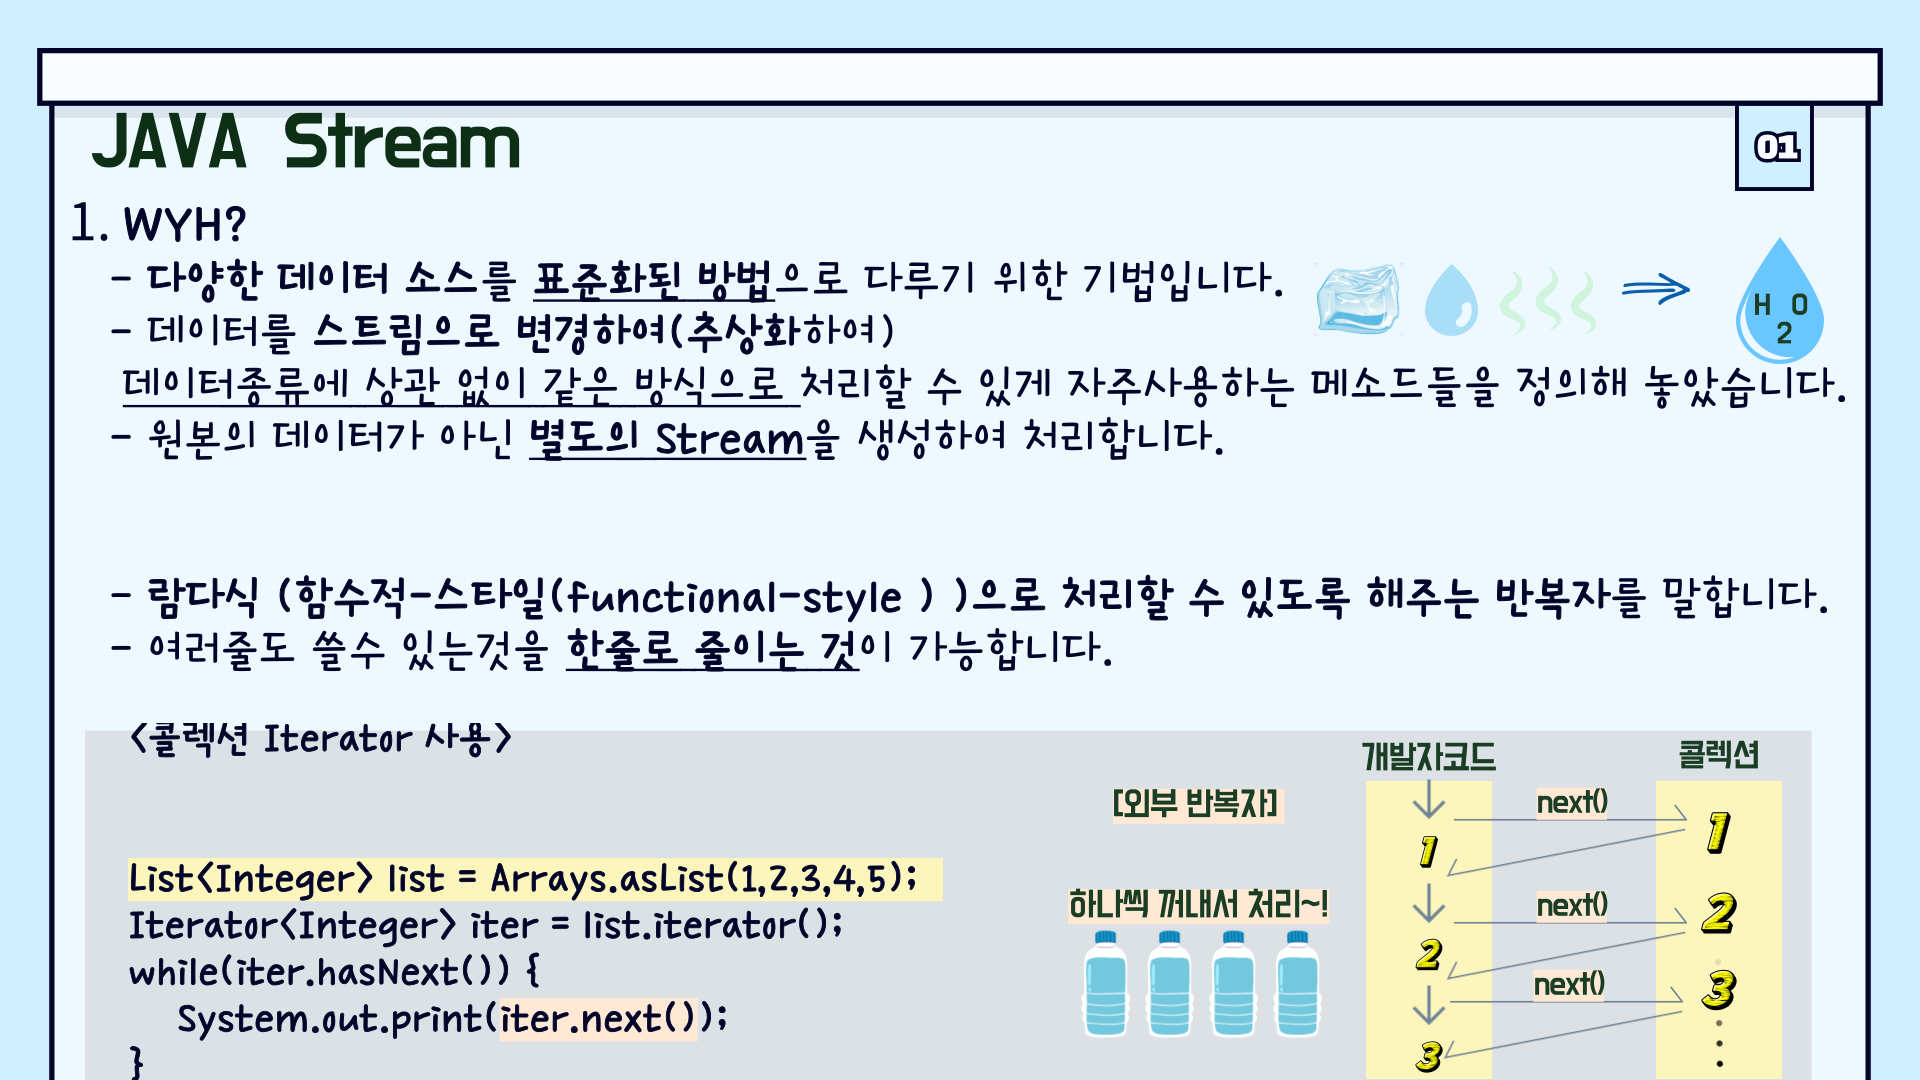 JAVA Stream
01
1. WYH?
- 다양한 데이터 소스를 표준화된 방법으로 다루기 위한 기법입니다.
H O
2
- 데이터를 스트림으로 변경하여(추상화하여)
데이터종류에 상관 없이 같은 방식으로 처리할 수 있게 자주사용하는 메소드들을 정의해 놓았습니다.
- 원본의 데이터가 아닌 별도의 Stream을 생성하여 처리합니다.
- 람다식 (함수적-스타일(functional-style ) )으로 처리할 수 있도록 해주는 반복자를 말합니다.
- 여러줄도 쓸수 있는것을 한줄로 줄이는 것이 가능합니다.
<콜렉션 Iterator 사용>
List<Integer> list = Arrays.asList(1,2,3,4,5);
Iterator<Integer> iter = list.iterator();
while(iter.hasNext()) {
System.out.print(iter.next());
}
[외부 반복자]
하나씩 꺼내서 처리~!
개발자코드
콜렉션
next()
1
1
next()
2
2
next()
3
3